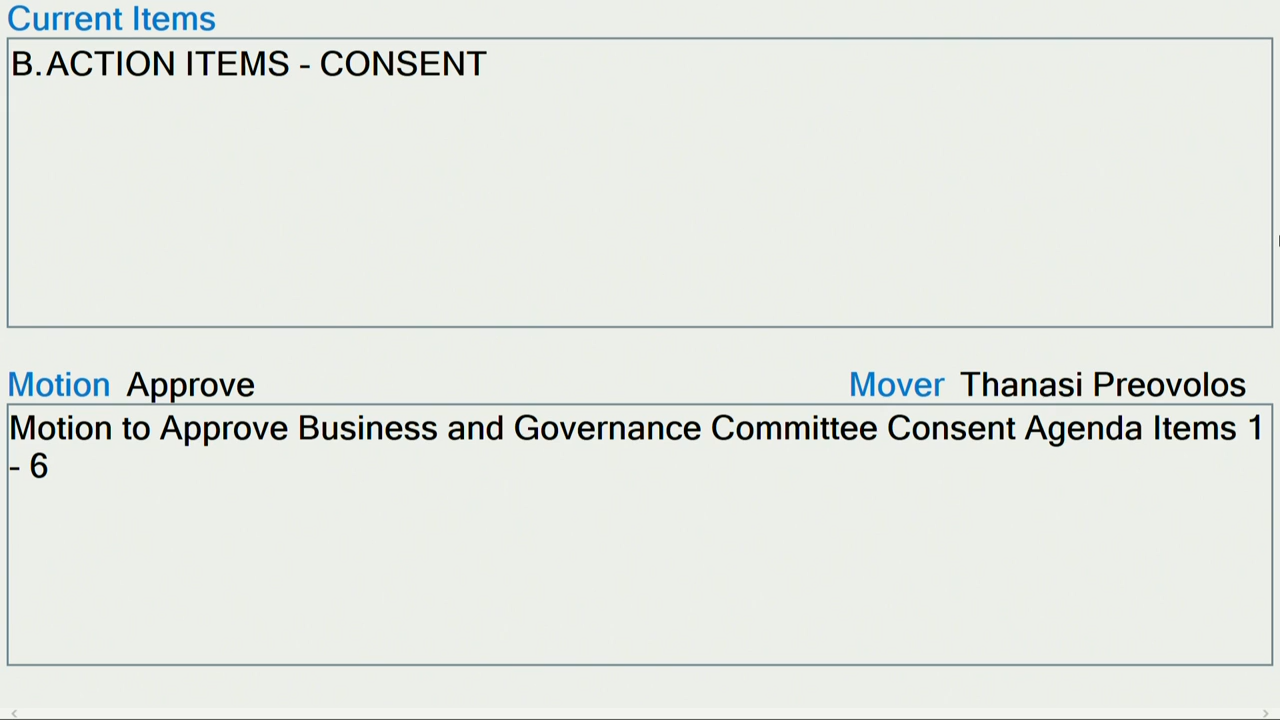 Current Items
B. ACTION ITEMS - CONSENT
Motion Approve Mover Thanasi Preovolos
Motion to Approve Business and Governance Committee Consent Agenda Items 1
- 6